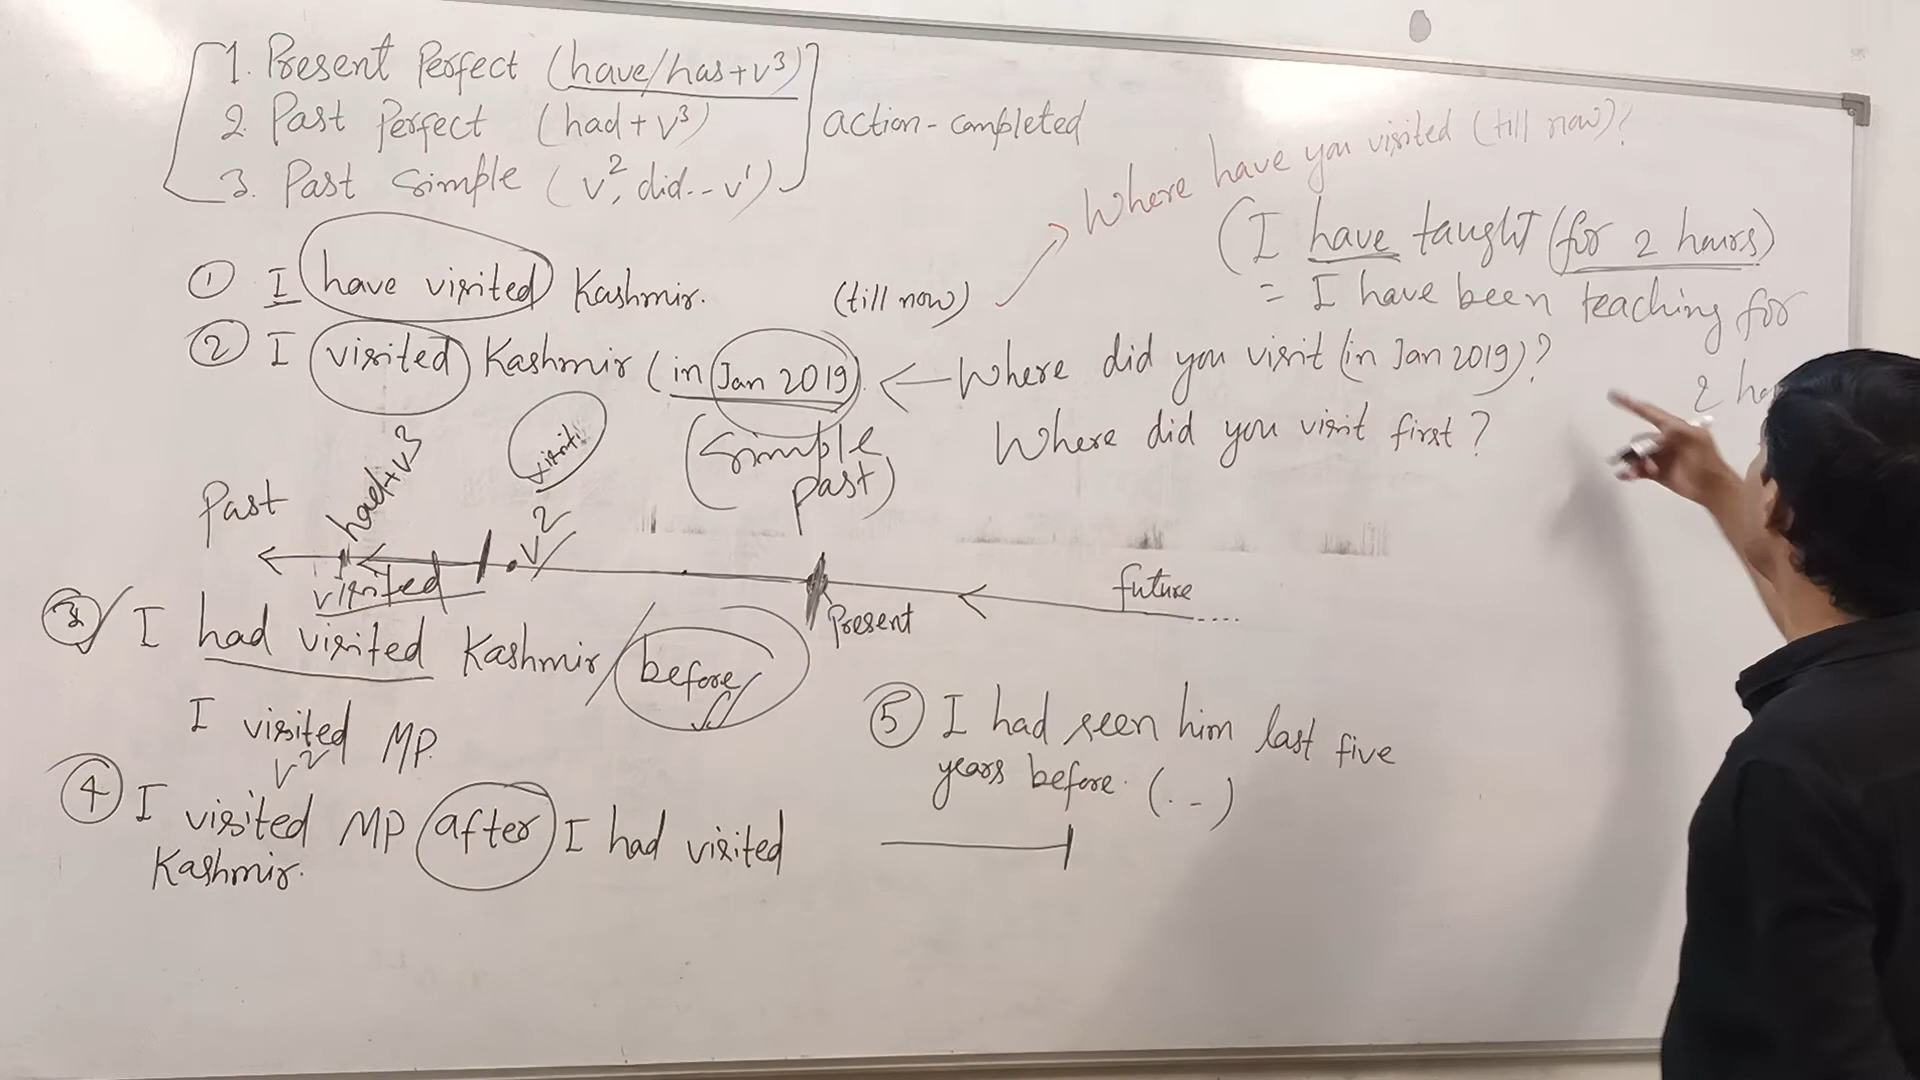 1. Present Perfect (have/has+v³)
2. Past Perfect (had+v³)
3. Past Simple (v², did..v¹)
action-completed
Where have you visited (till now)?
(I have taught (for 2 hours)
= I have been teaching for
2
① I have visited Kashmir. (till now)
② I visited Kashmir (in Jan 2019). Where did you visit (in Jan 2019)?
Where did you visit first?
(Simple
past)
Past
had+v³
v²
visited
Present
future
③ I had visited Kashmir / before
I visited MP.
v²
④ I visited MP after I had visited
Kashmir.
⑤ I had seen him last five
years before. (..)